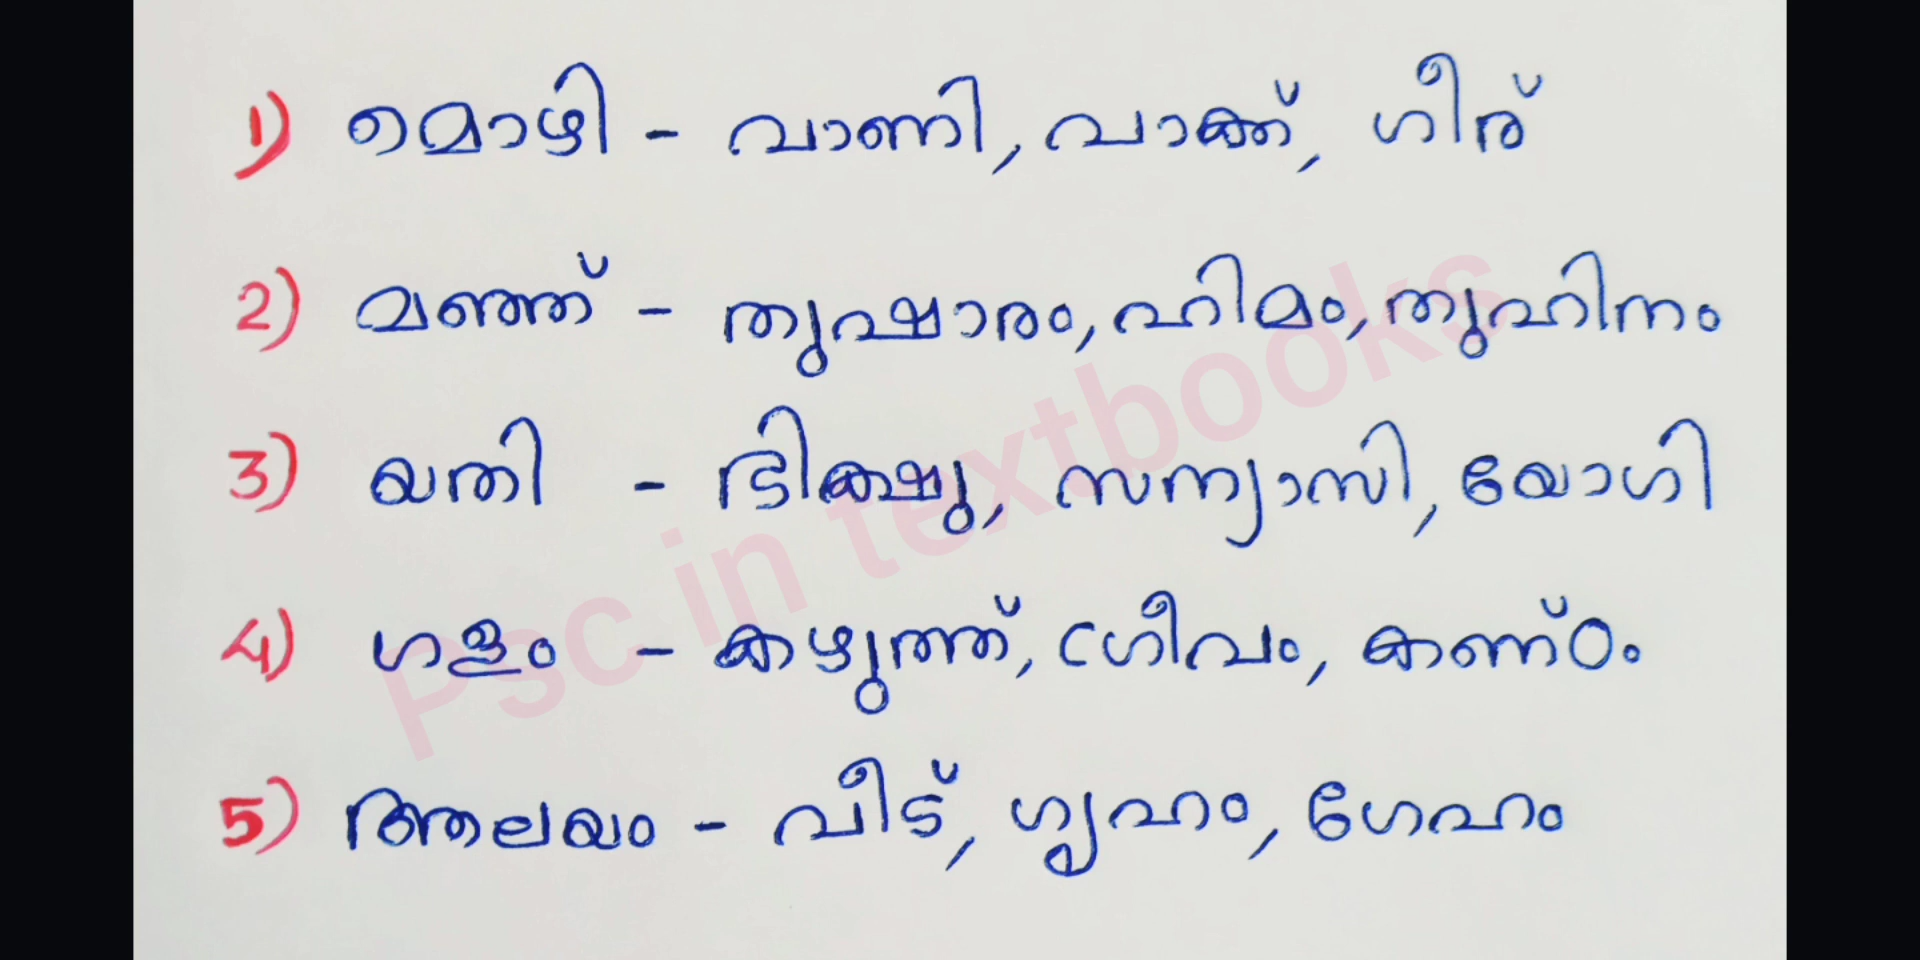 1) മൊഴി - വാണി, വാക്ക്, ഗീര്
2) മഞ്ഞ് - തുഷാരം, ഹിമം, തുഹിനം
3) യതി - ഭിക്ഷു, സന്യാസി, യോഗി
4) ഗളം - കഴുത്ത്, ഗ്രീവം, കണ്ഠം
5) ആലയം - വീട്, ഗൃഹം, ഗേഹം
Psc in textbooks